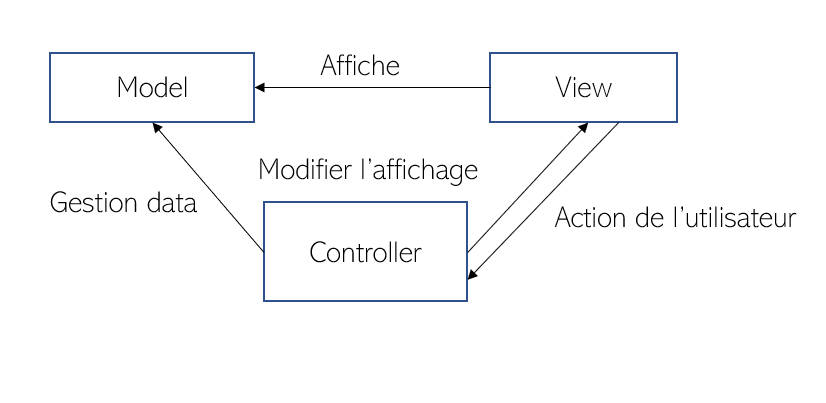 Affiche
Model
View
Modifier l'affichage
Gestion data
Action de l'utilisateur
Controller